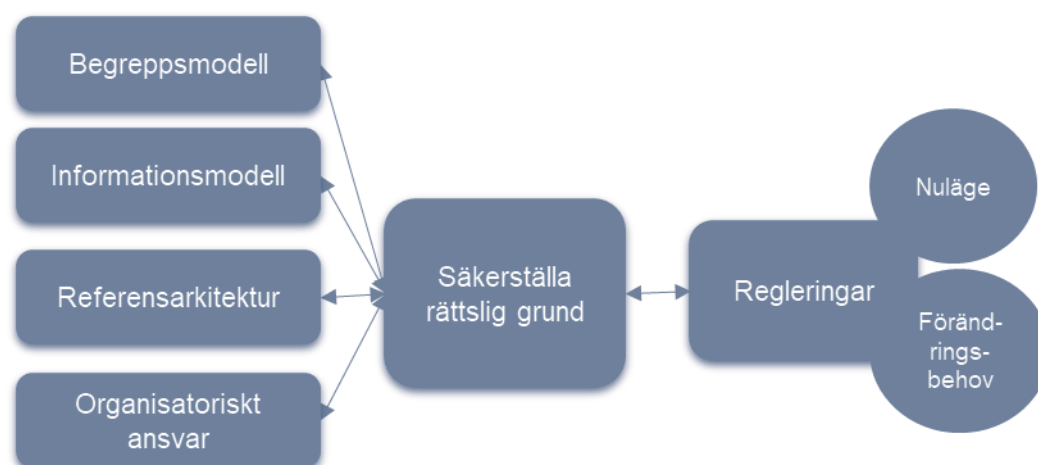 Begreppsmodell
Informationsmodell
Referensarkitektur
Organisatoriskt
ansvar
Säkerställa
rättslig grund
Regleringar
Nuläge
Föränd-
rings-
behov